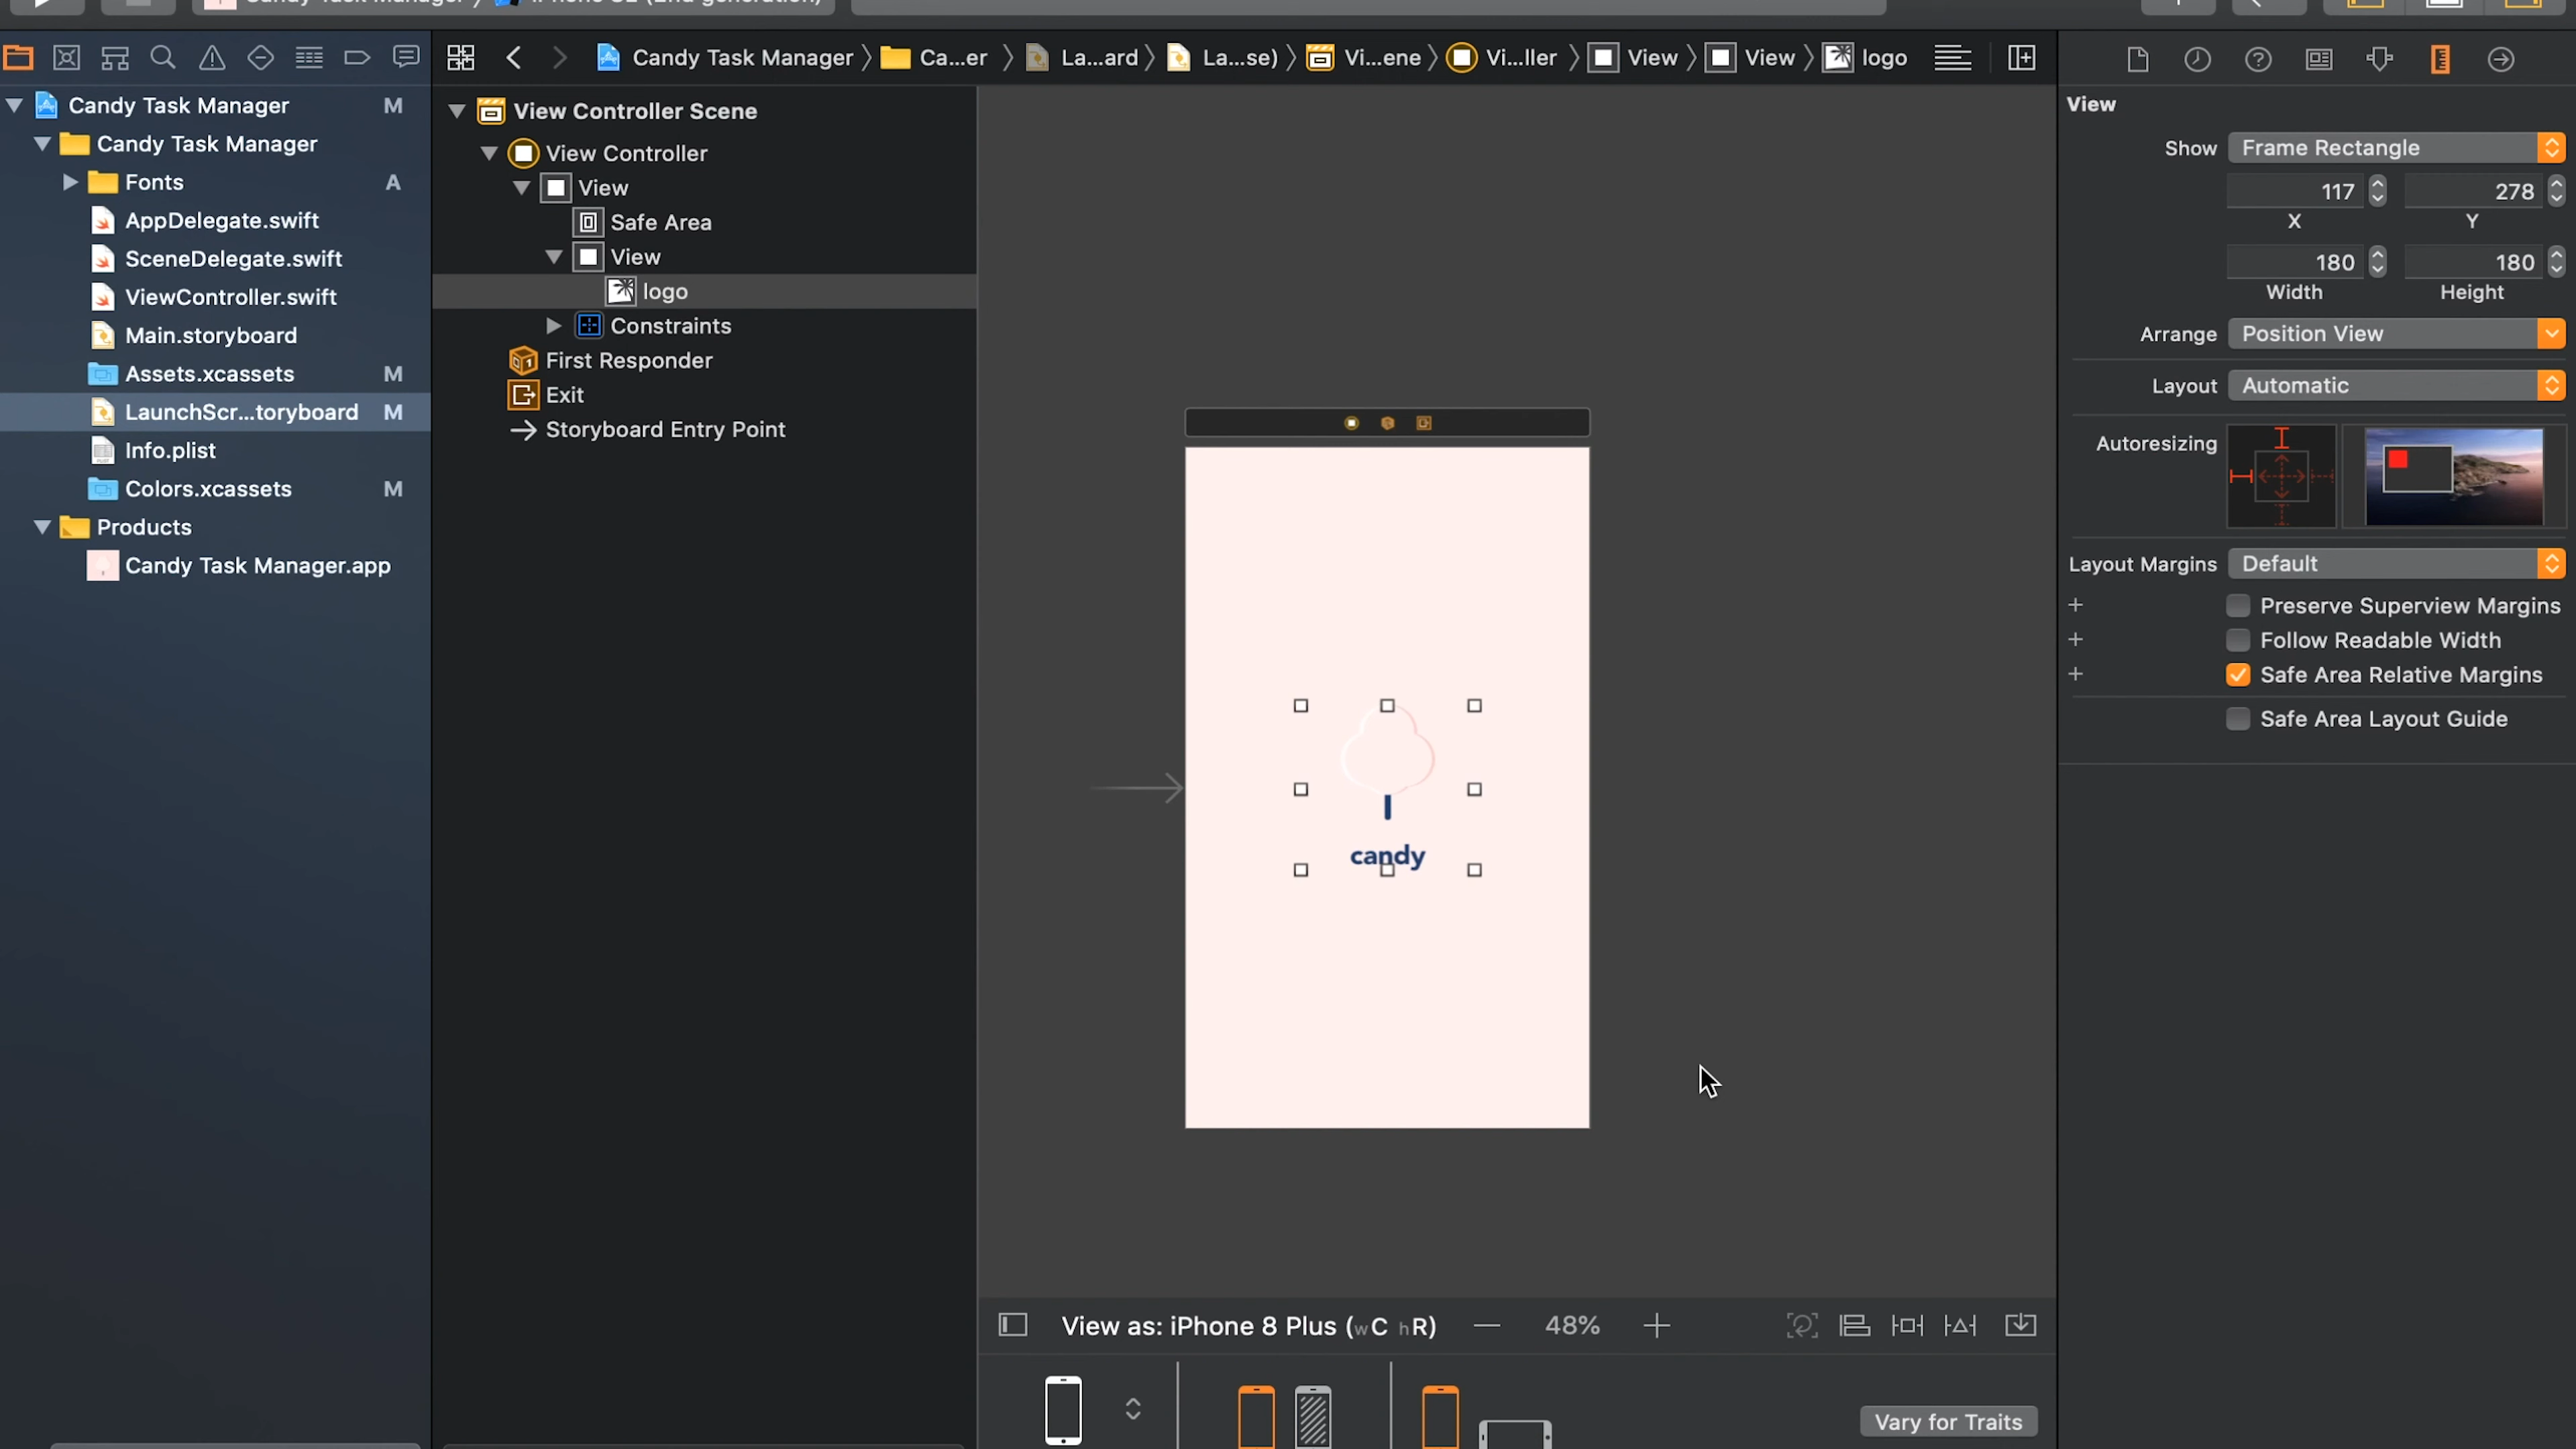 Candy Task Manager 〉 Ca...er 〉 La...ard 〉 La...se) 〉 Vi...ene 〉 Vi...ller 〉 View 〉 View 〉 logo
Candy Task Manager M
Candy Task Manager
Fonts A
AppDelegate.swift
SceneDelegate.swift
ViewController.swift
Main.storyboard
Assets.xcassets M
LaunchScr...toryboard M
Info.plist
Colors.xcassets M
Products
Candy Task Manager.app
View Controller Scene
View Controller
View
Safe Area
View
logo
Constraints
First Responder
Exit
Storyboard Entry Point
candy
View as: iPhone 8 Plus (wC hR)
48%
Vary for Traits
View
Show Frame Rectangle
117 278
X Y
180 180
Width Height
Arrange Position View
Layout Automatic
Autoresizing
Layout Margins Default
Preserve Superview Margins
Follow Readable Width
Safe Area Relative Margins
Safe Area Layout Guide